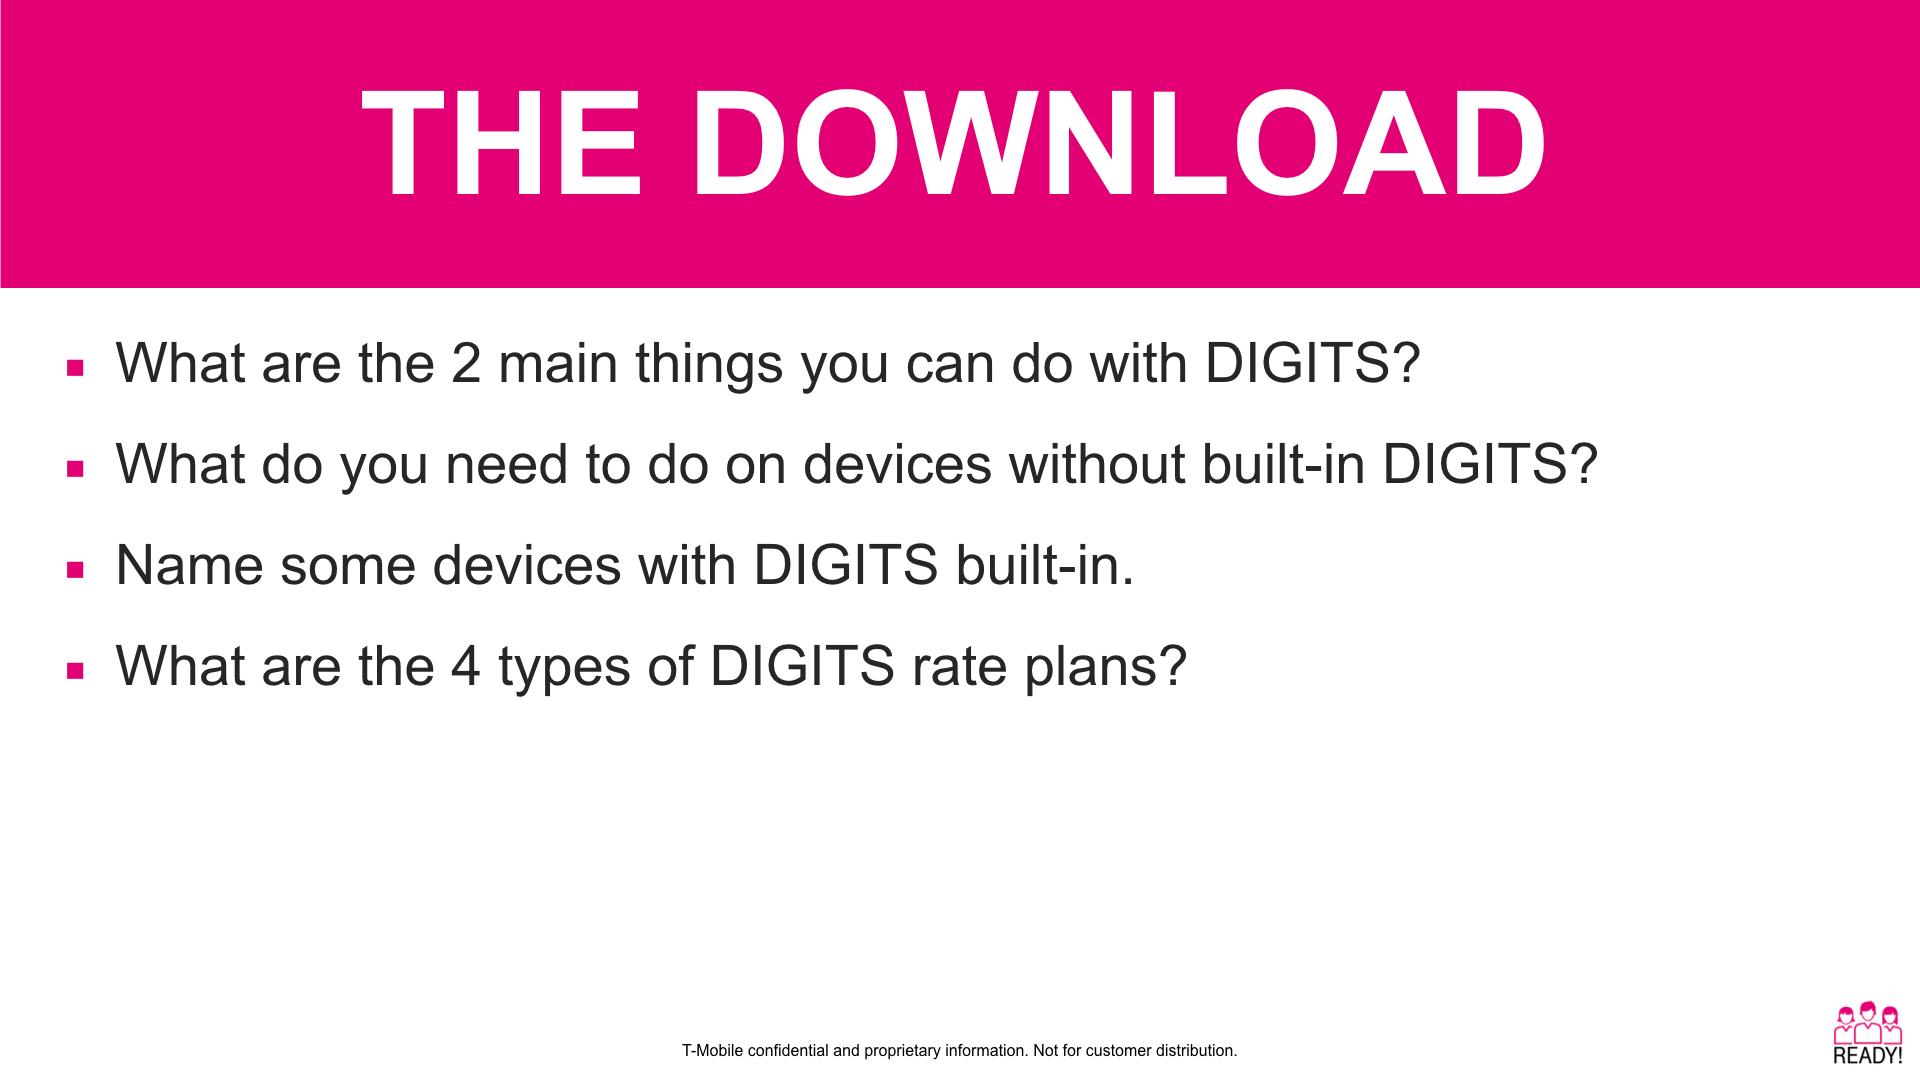 THE DOWNLOAD
What are the 2 main things you can do with DIGITS?
What do you need to do on devices without built-in DIGITS?
Name some devices with DIGITS built-in.
What are the 4 types of DIGITS rate plans?
T-Mobile confidential and proprietary information. Not for customer distribution.
READY!